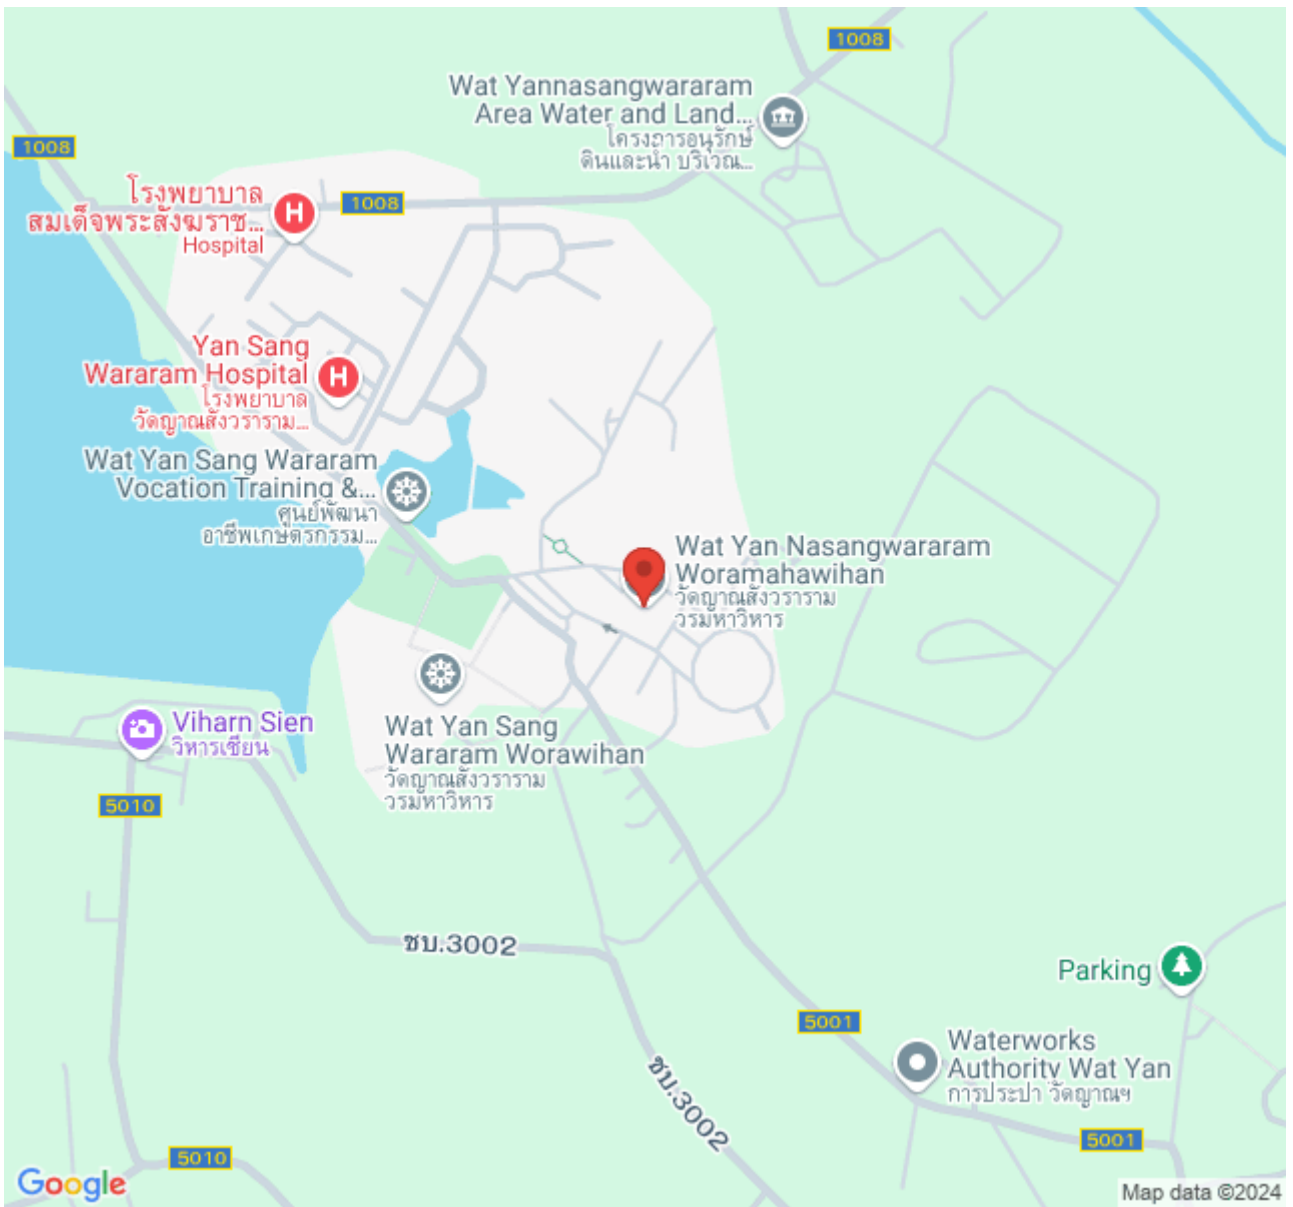 1008
Wat Yannasangwararam
Area Water and Land...
โครงการอนุรักษ์
ดินและน้ำ บริเวณ...
1008
โรงพยาบาล
สมเด็จพระสังฆราช...
Hospital
1008
Yan Sang
Wararam Hospital
โรงพยาบาล
วัดญาณสังวราราม...
Wat Yan Sang Wararam
Vocation Training &...
ศูนย์พัฒนา
อาชีพเกษตรกรรม...
Wat Yan Nasangwararam
Woramahawihan
วัดญาณสังวราราม
วรมหาวิหาร
Viharn Sien
วิหารเซียน
Wat Yan Sang
Wararam Worawihan
วัดญาณสังวราราม
วรมหาวิหาร
5010
ชบ.3002
Parking
5001
Waterworks
Authority Wat Yan
การประปา วัดญาณฯ
ชบ.3002
5001
5010
Google
Map data ©2024